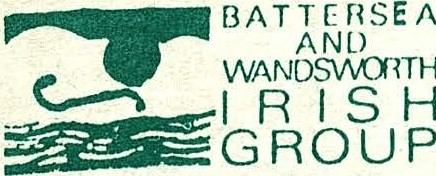 BATTERSEA
AND
WANDSWORTH
IRISH
GROUP